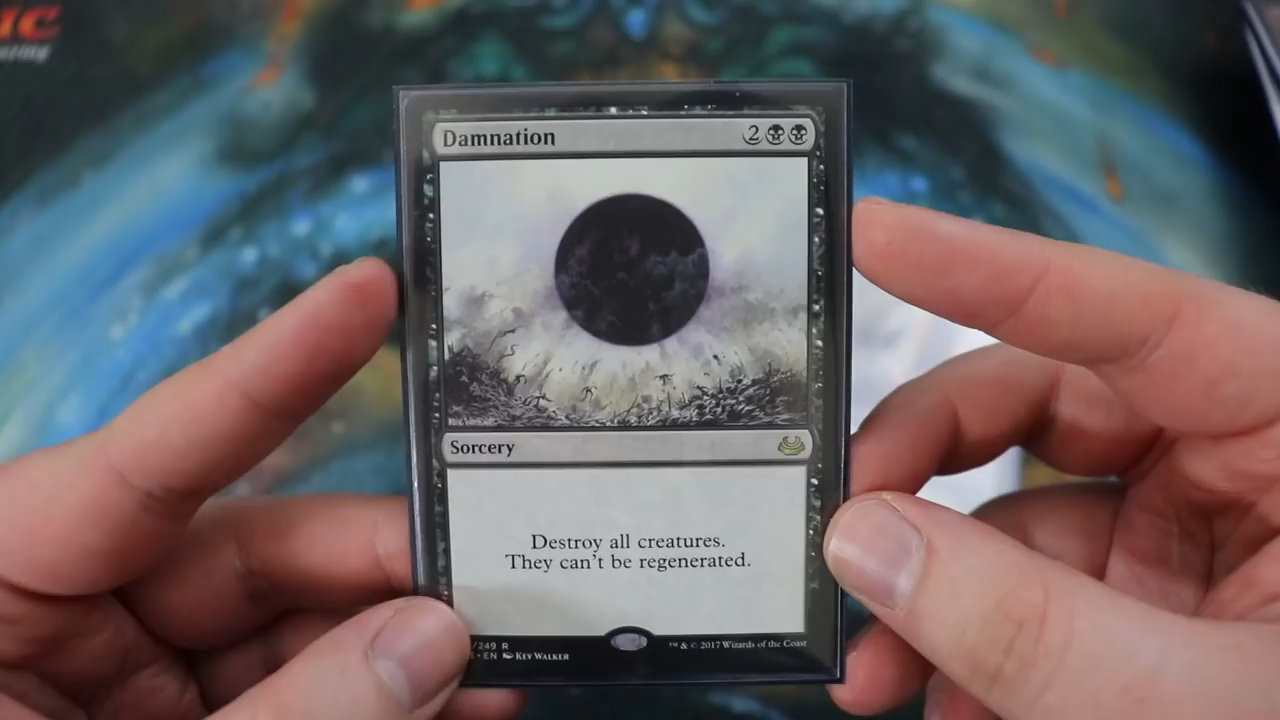 Damnation 2
Sorcery
Destroy all creatures.
They can't be regenerated.
/249 R
EN KEV WALKER
™ & © 2017 Wizards of the Coast